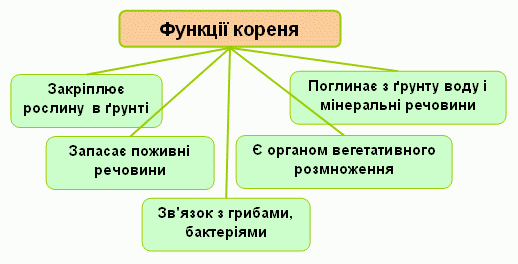 Функції кореня
Закріплює
рослину в ґрунті
Поглинає з ґрунту воду і
мінеральні речовини
Запасає поживні
речовини
Є органом вегетативного
розмноження
Зв'язок з грибами,
бактеріями